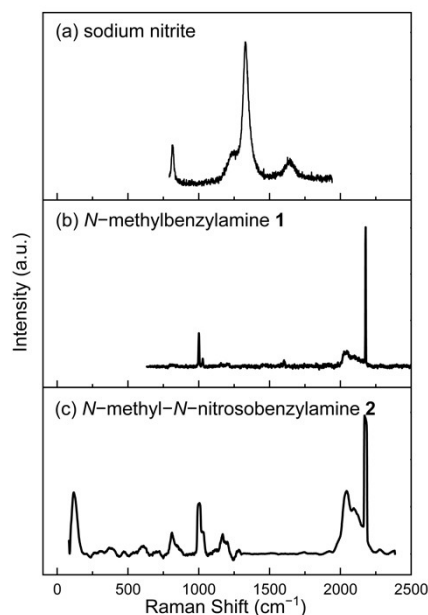 (a) sodium nitrite
(b) N−methylbenzylamine 1
(c) N-methyl−N−nitrosobenzylamine 2
Intensity (a.u.)
0 500 1000 1500 2000 2500
Raman Shift (cm⁻¹)